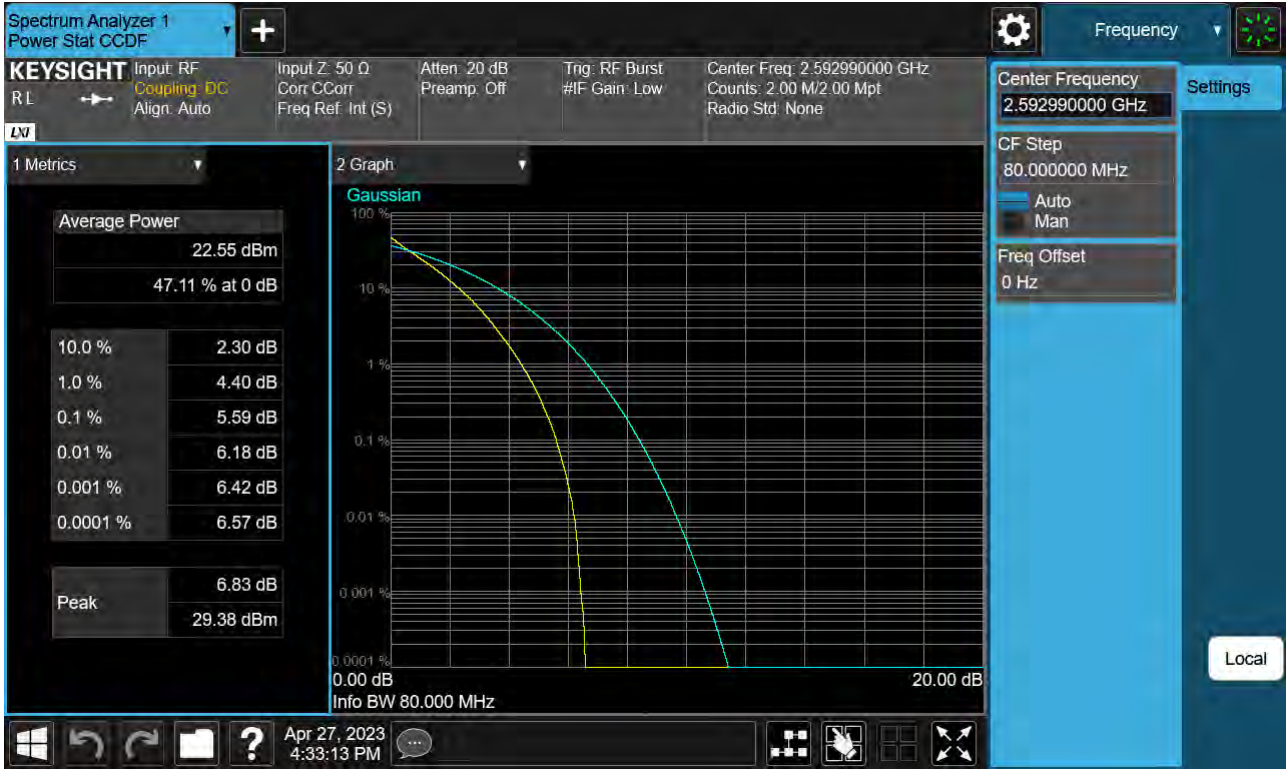 Spectrum Analyzer 1
Power Stat CCDF
Frequency
KEYSIGHT
R L
LXI
Input: RF
Coupling: DC
Align: Auto
Input Z: 50 Ω
Corr CCorr
Freq Ref: Int (S)
Atten: 20 dB
Preamp: Off
Trig: RF Burst
#IF Gain: Low
Center Freq: 2.592990000 GHz
Counts: 2.00 M/2.00 Mpt
Radio Std: None
Center Frequency
2.592990000 GHz
Settings
CF Step
80.000000 MHz
Auto
Man
Freq Offset
0 Hz
1 Metrics
Average Power
22.55 dBm
47.11 % at 0 dB
10.0 % 2.30 dB
1.0 % 4.40 dB
0.1 % 5.59 dB
0.01 % 6.18 dB
0.001 % 6.42 dB
0.0001 % 6.57 dB
Peak
6.83 dB
29.38 dBm
2 Graph
Gaussian
100 %
10 %
1 %
0.1 %
0.01 %
0.001 %
0.0001 %
0.00 dB 20.00 dB
Info BW 80.000 MHz
Local
?
Apr 27, 2023
4:33:13 PM